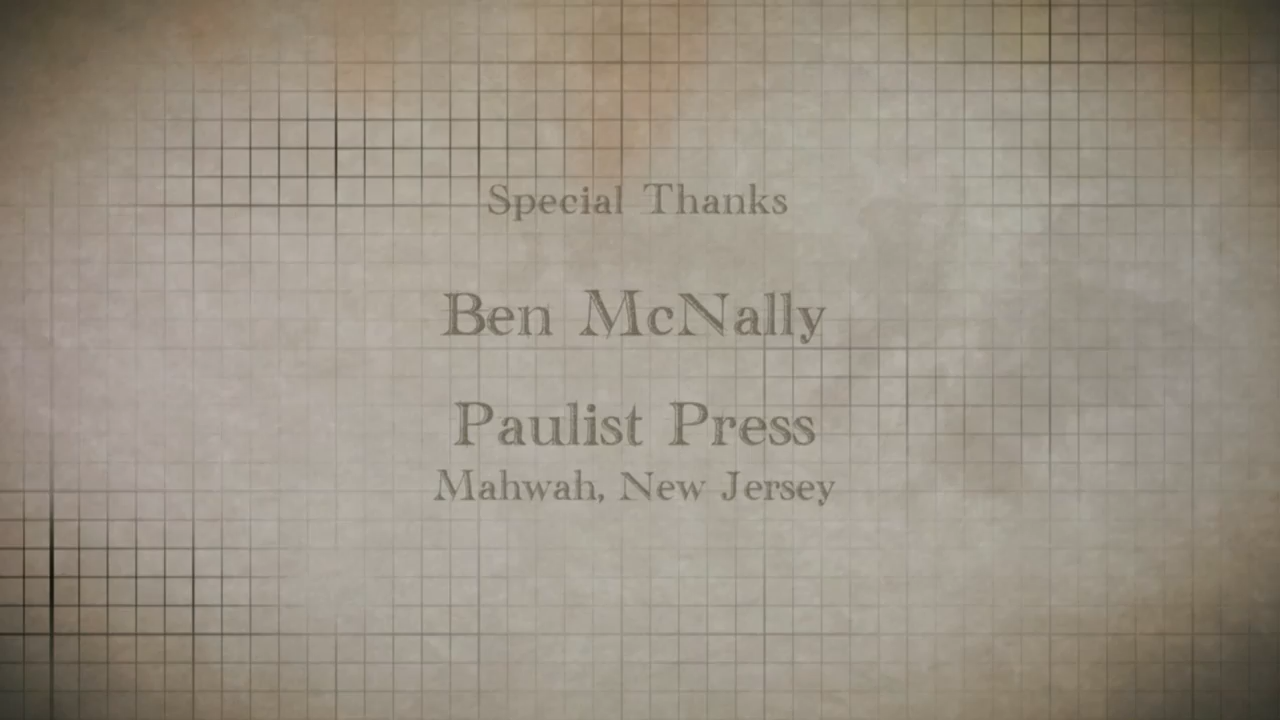 Special Thanks
Ben McNally
Paulist Press
Mahwah, New Jersey